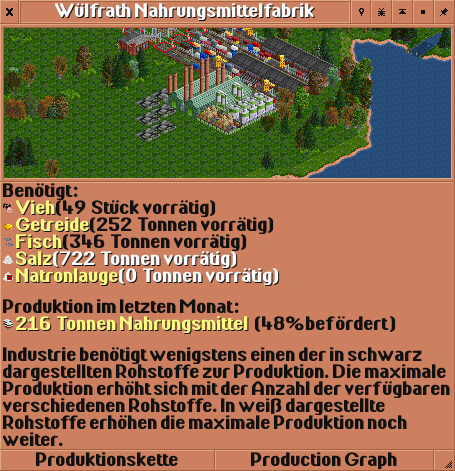 Wülfrath Nahrungsmittelfabrik
Benötigt:
Vieh(49 Stück vorrätig)
Getreide(252 Tonnen vorrätig)
Fisch(346 Tonnen vorrätig)
Salz(722 Tonnen vorrätig)
Natronlauge(0 Tonnen vorrätig)
Produktion im letzten Monat:
216 Tonnen Nahrungsmittel (48% befördert)
Industrie benötigt wenigstens einen der in schwarz
dargestellten Rohstoffe zur Produktion. Die maximale
Produktion erhöht sich mit der Anzahl der verfügbaren
verschiedenen Rohstoffe. In weiß dargestellte
Rohstoffe erhöhen die maximale Produktion noch
weiter.
Produktionskette
Production Graph